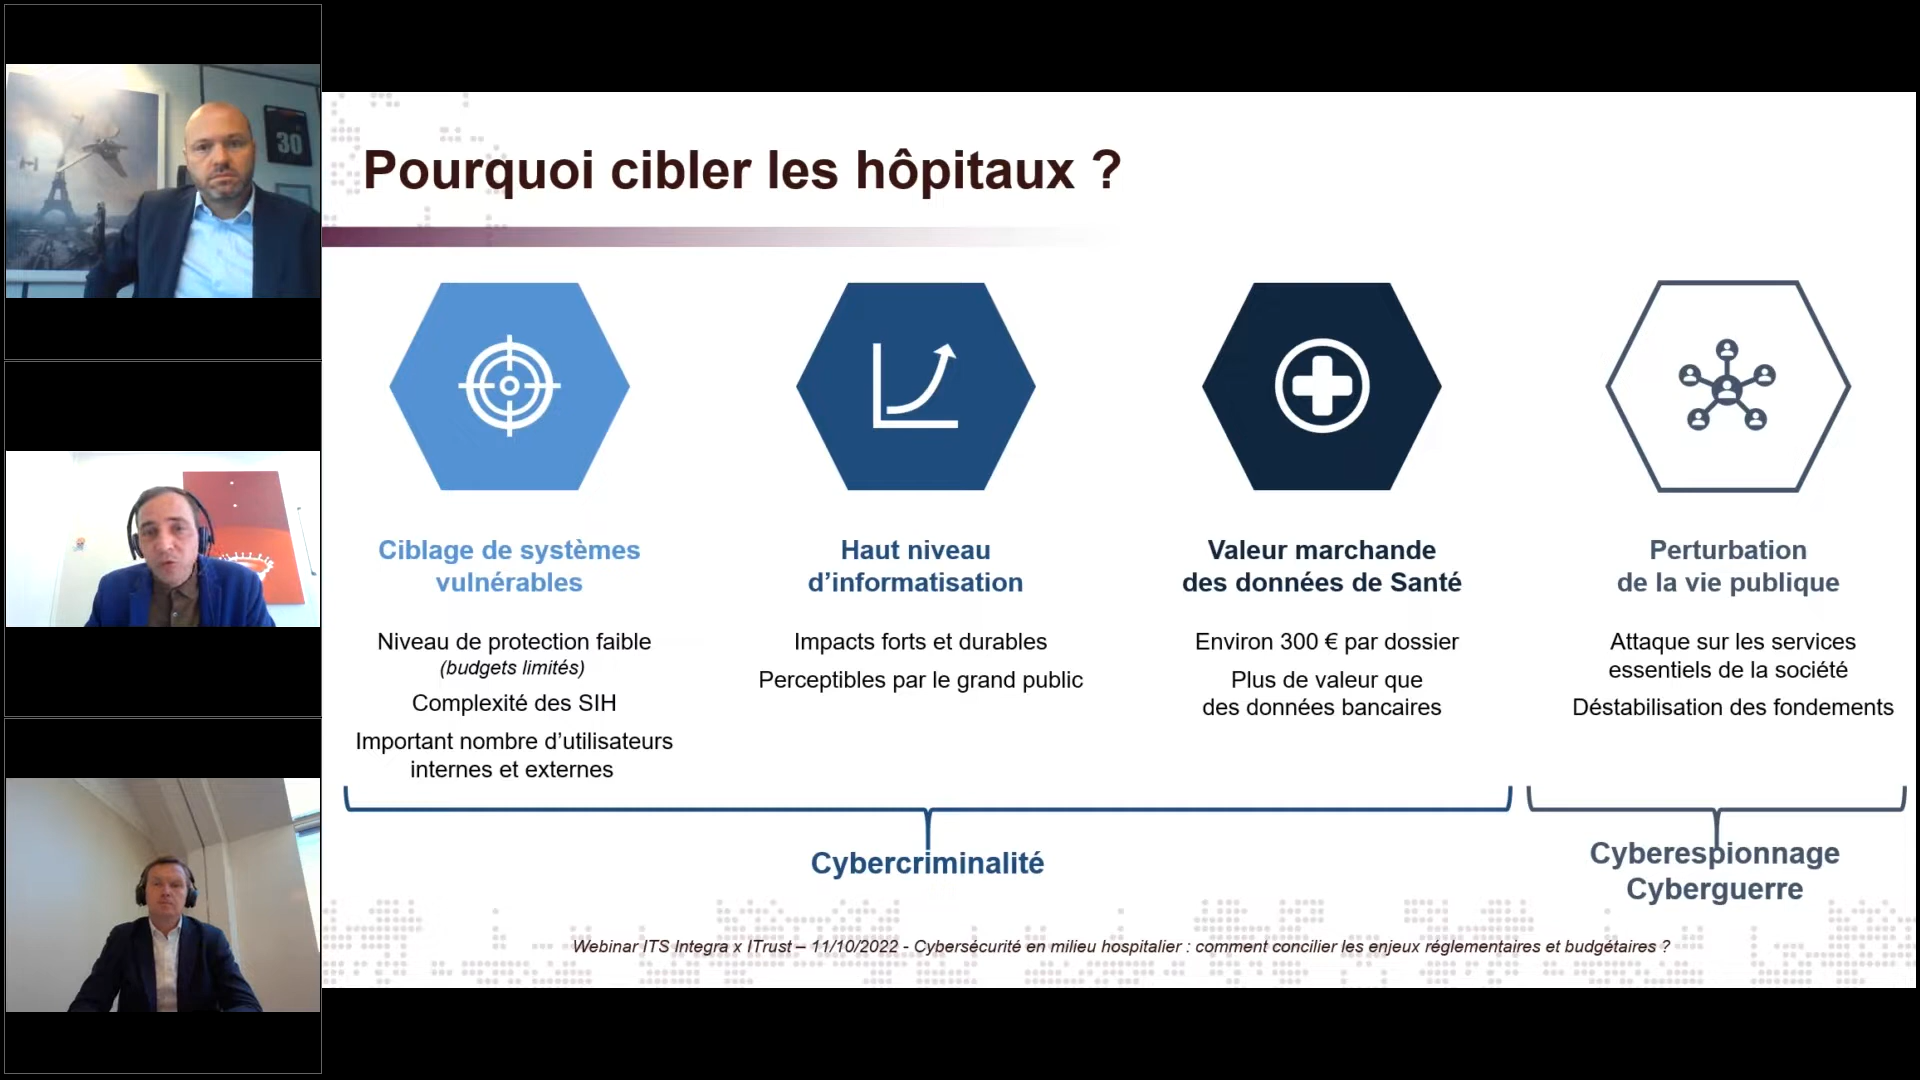 30
Pourquoi cibler les hôpitaux ?
Ciblage de systèmes
vulnérables
Niveau de protection faible
(budgets limités)
Complexité des SIH
Important nombre d’utilisateurs
internes et externes
Haut niveau
d’informatisation
Impacts forts et durables
Perceptibles par le grand public
Valeur marchande
des données de Santé
Environ 300 € par dossier
Plus de valeur que
des données bancaires
Perturbation
de la vie publique
Attaque sur les services
essentiels de la société
Déstabilisation des fondements
Cybercriminalité
Cyberespionnage
Cyberguerre
Webinar ITS Integra x ITrust – 11/10/2022 - Cybersécurité en milieu hospitalier : comment concilier les enjeux réglementaires et budgétaires ?